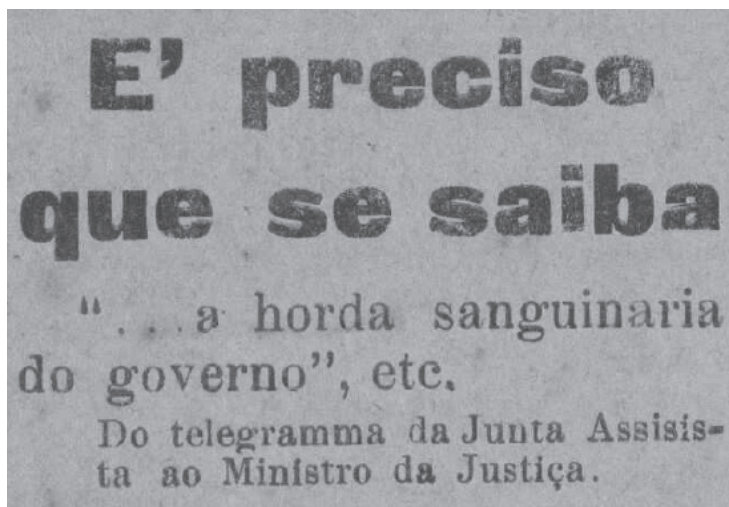 E' preciso
que se saiba
“. . . a horda sanguinaria
do governo”, etc.
Do telegramma da Junta Assisis-
ta ao Ministro da Justiça.